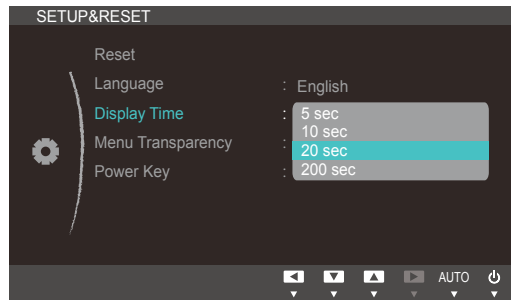 SETUP&RESET
Reset
Language : English
Display Time : 5 sec
10 sec
Menu Transparency : 20 sec
Power Key : 200 sec
AUTO